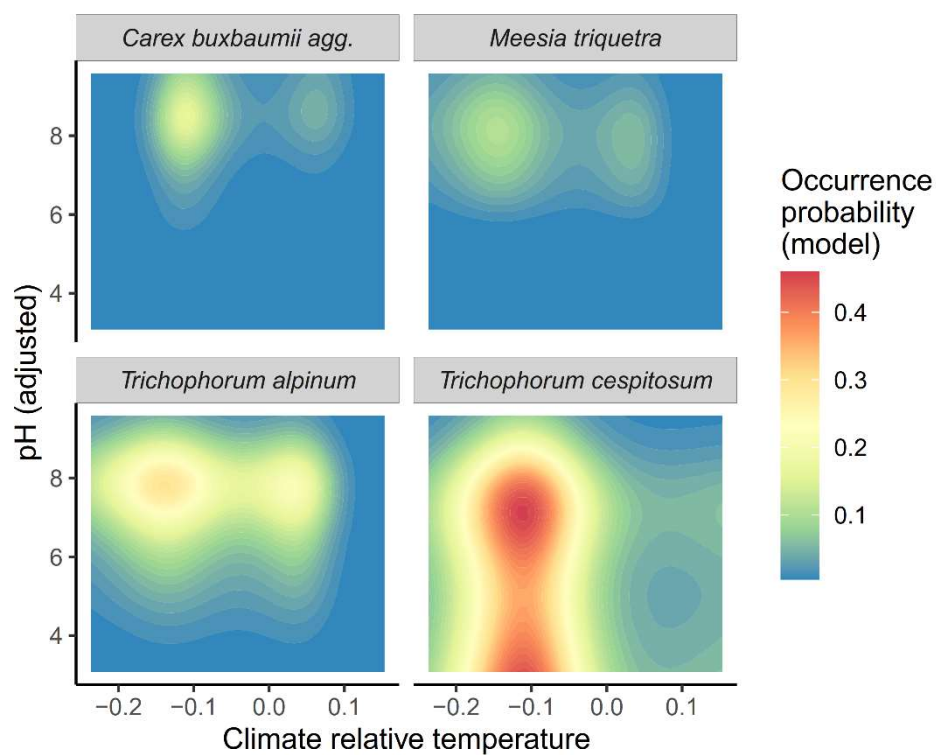 Carex buxbaumii agg.
Meesia triquetra
8
6
4
Trichophorum alpinum
Trichophorum cespitosum
8
6
4
−0.2 −0.1 0.0 0.1
−0.2 −0.1 0.0 0.1
Climate relative temperature
pH (adjusted)
Occurrence
probability
(model)
0.4
0.3
0.2
0.1